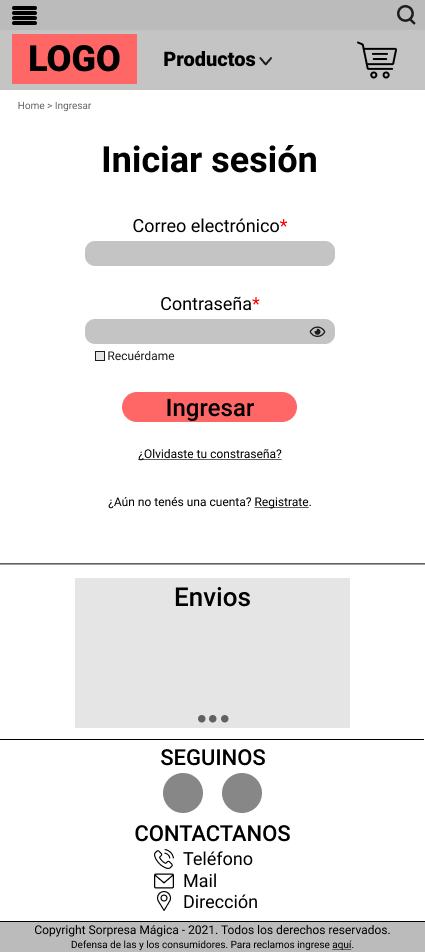 LOGO
Productos
Home > Ingresar
Iniciar sesión
Correo electrónico*
Contraseña*
Recuérdame
Ingresar
¿Olvidaste tu constraseña?
¿Aún no tenés una cuenta? Registrate.
Envios
SEGUINOS
CONTACTANOS
Teléfono
Mail
Dirección
Copyright Sorpresa Mágica - 2021. Todos los derechos reservados.
Defensa de las y los consumidores. Para reclamos ingrese aquí.